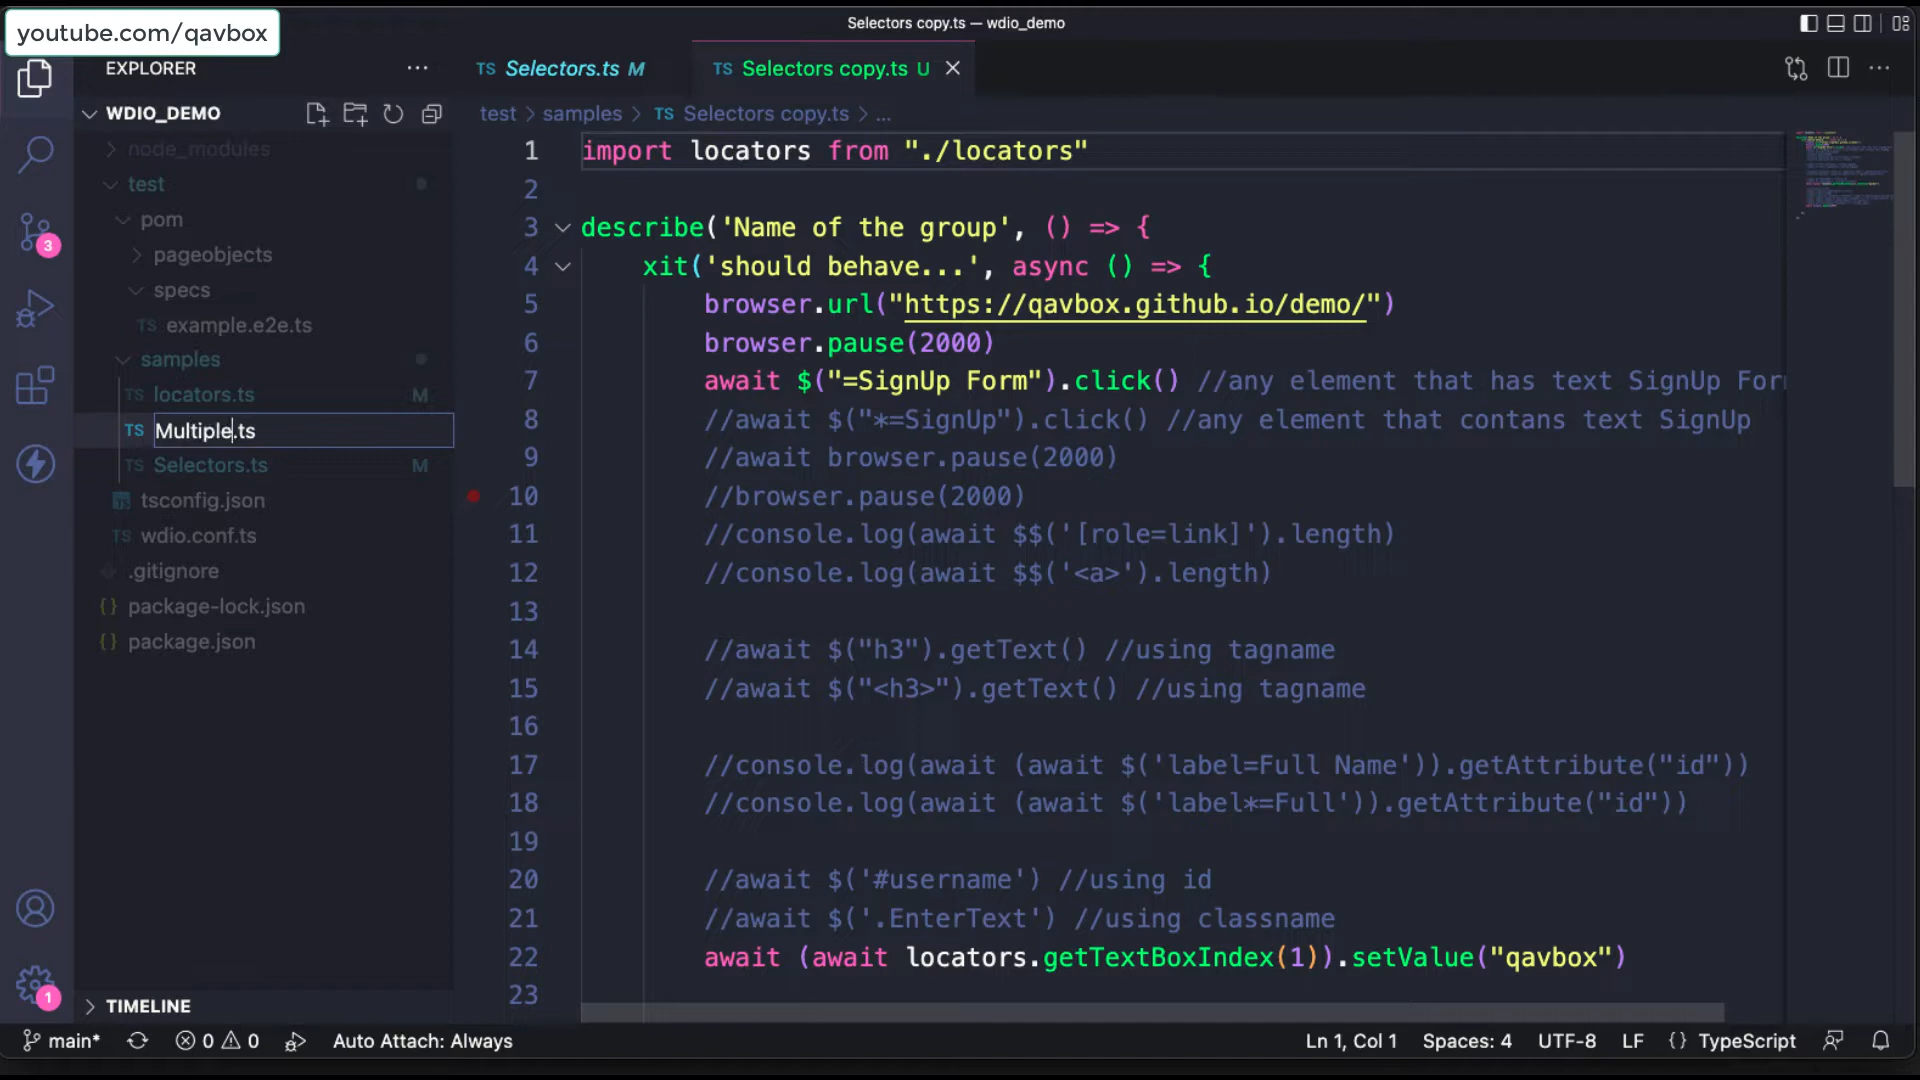 Selectors copy.ts — wdio_demo
youtube.com/qavbox
EXPLORER
···
TS Selectors.ts M
TS Selectors copy.ts U
WDIO_DEMO
test > samples > TS Selectors copy.ts > ...
node_modules
test
pom
pageobjects
specs
TS example.e2e.ts
samples
TS locators.ts M
TS Multiple.ts
TS Selectors.ts M
tsconfig.json
TS wdio.conf.ts
.gitignore
{} package-lock.json
{} package.json
TIMELINE
3
1
1 import locators from "./locators"
2
3 describe('Name of the group', () => {
4 xit('should behave...', async () => {
5 browser.url("https://qavbox.github.io/demo/")
6 browser.pause(2000)
7 await $("=SignUp Form").click() //any element that has text SignUp For
8 //await $("*=SignUp").click() //any element that contans text SignUp
9 //await browser.pause(2000)
10 //browser.pause(2000)
11 //console.log(await $$('[role=link]').length)
12 //console.log(await $$('<a>').length)
13
14 //await $("h3").getText() //using tagname
15 //await $("<h3>").getText() //using tagname
16
17 //console.log(await (await $('label=Full Name')).getAttribute("id"))
18 //console.log(await (await $('label*=Full')).getAttribute("id"))
19
20 //await $('#username') //using id
21 //await $('.EnterText') //using classname
22 await (await locators.getTextBoxIndex(1)).setValue("qavbox")
23
main* 0 0 Auto Attach: Always
Ln 1, Col 1 Spaces: 4 UTF-8 LF {} TypeScript